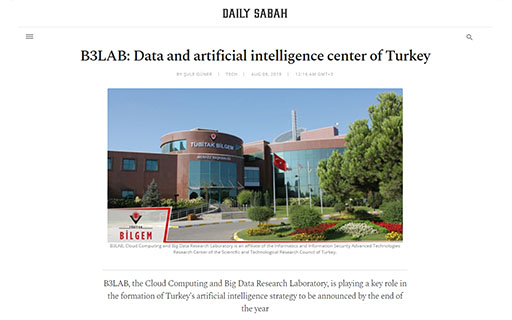 DAILY SABAH
B3LAB: Data and artificial intelligence center of Turkey
BY ŞULE GÜNER | TECH | AUG 09, 2019 | 12:14 AM GMT+3
TÜBİTAK BİLGEM
TÜBİTAK
BİLGEM
B3LAB, Cloud Computing and Big Data Research Laboratory is an affiliate of the Informatics and Information Security Advanced Technologies
Research Center of the Scientific and Technological Research Council of Turkey.
B3LAB, the Cloud Computing and Big Data Research Laboratory, is playing a key role in
the formation of Turkey's artificial intelligence strategy to be announced by the end of
the year